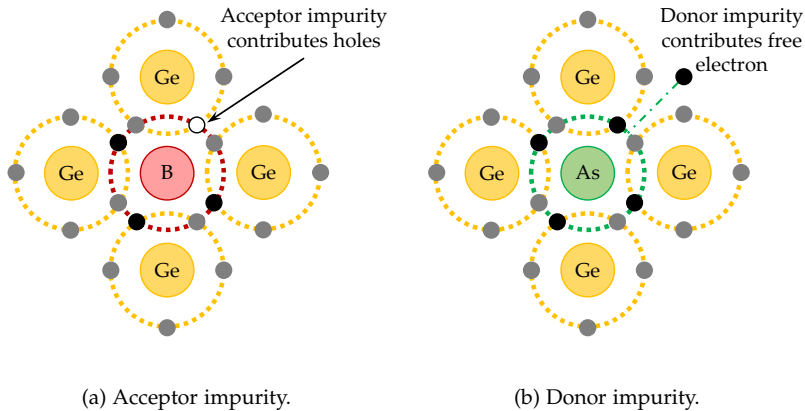 Acceptor impurity
contributes holes
Ge
Ge
B
Ge
Ge
(a) Acceptor impurity.
Donor impurity
contributes free
electron
Ge
Ge
As
Ge
Ge
(b) Donor impurity.